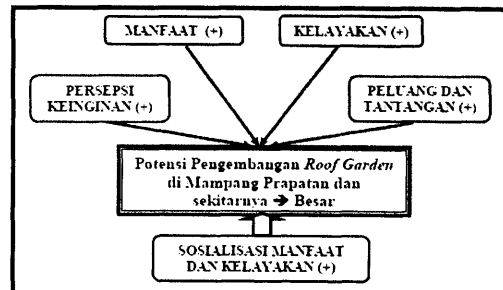 MANFAAT (+)
KELAYAKAN (+)
PERSEPSI
KEINGINAN (+)
PELUANG DAN
TANTANGAN (+)
Potensi Pengembangan Roof Garden
di Mampang Prapatan dan
sekitarnya ➔ Besar
SOSIALISASI MANFAAT
DAN KELAYAKAN (+)